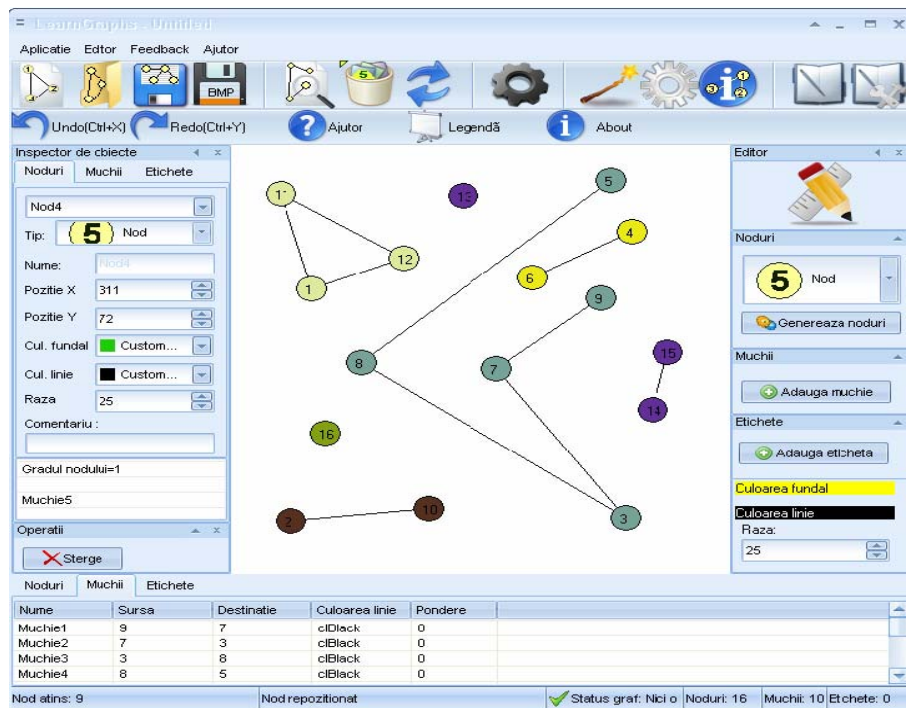 LearnGraphs - Untitled
Aplicatie Edtor Feedback Ajutor
BMP
Undo(Ctrl+X) Redo(Ctrl+Y) Ajutor Legendă About
Inspector de cbiecte
Noduri Muchii Etichete
Nod4
Tip: 5 Nod
Nume: Nod4
Pozitie X 311
Pozitie Y 72
Cul. fundal Custom...
Cul. linie Custom...
Raza 25
Comentariu :
Gradul nodului=1
Muchie5
Operatii
Sterge
11
13
5
12
4
1
6
9
8
7
15
14
16
2
10
3
Editor
Noduri
5 Nod
Genereaza noduri
Muchii
Adauga muchie
Etichete
Adauga eticheta
Culoarea fundal
Culoarea linie
Raza:
25
Noduri Muchii Etichete
Nume Sursa Destinatie Culoarea linie Pondere
Muchie1 9 7 clDlack 0
Muchie2 7 3 clBlack 0
Muchie3 3 8 clBlack 0
Muchie4 8 5 clBlack 0
Nod atins: 9 Nod repozitionat Status graf: Nici o Noduri: 16 Muchii: 10 Etchete: 0